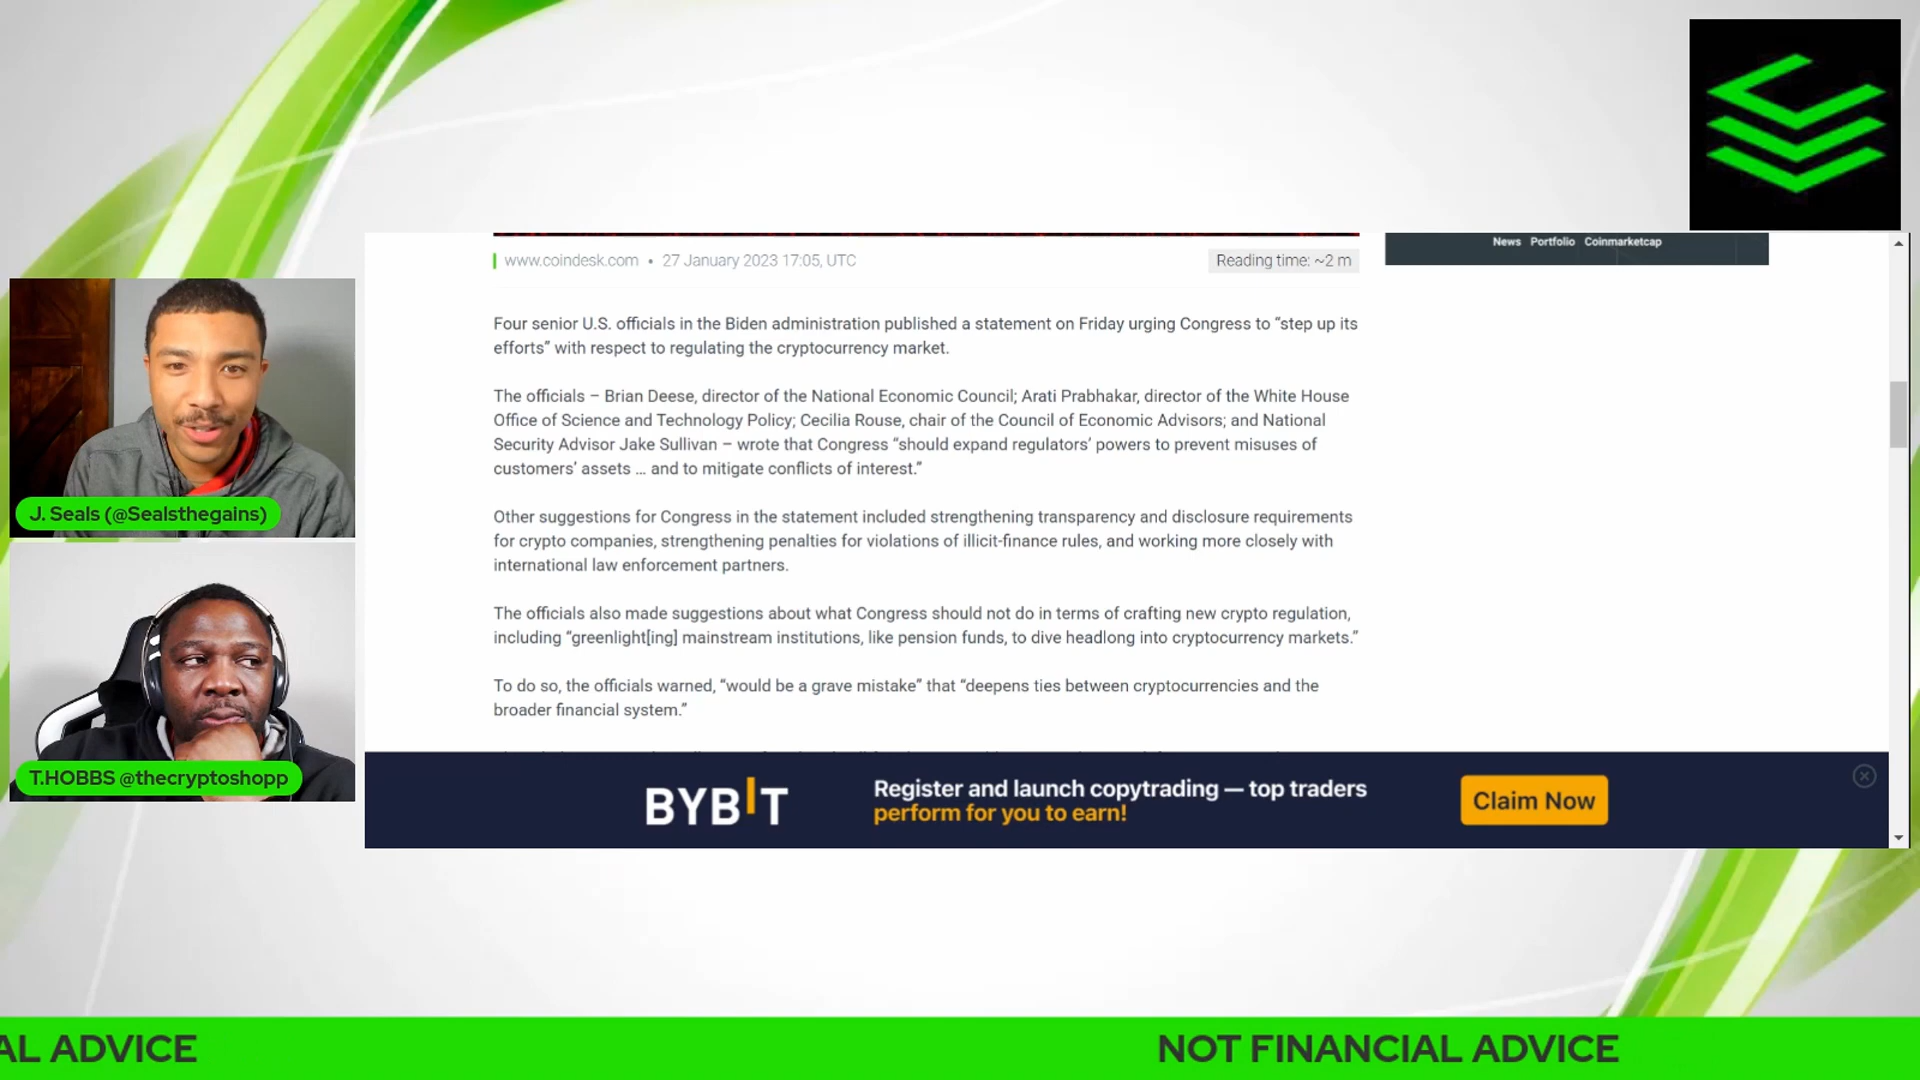 News Portfolio Coinmarketcap
www.coindesk.com • 27 January 2023 17:05, UTC
Reading time: ~2 m
Four senior U.S. officials in the Biden administration published a statement on Friday urging Congress to “step up its
efforts” with respect to regulating the cryptocurrency market.
The officials – Brian Deese, director of the National Economic Council; Arati Prabhakar, director of the White House
Office of Science and Technology Policy; Cecilia Rouse, chair of the Council of Economic Advisors; and National
Security Advisor Jake Sullivan – wrote that Congress “should expand regulators’ powers to prevent misuses of
customers’ assets … and to mitigate conflicts of interest.”
Other suggestions for Congress in the statement included strengthening transparency and disclosure requirements
for crypto companies, strengthening penalties for violations of illicit-finance rules, and working more closely with
international law enforcement partners.
The officials also made suggestions about what Congress should not do in terms of crafting new crypto regulation,
including “greenlight[ing] mainstream institutions, like pension funds, to dive headlong into cryptocurrency markets.”
To do so, the officials warned, “would be a grave mistake” that “deepens ties between cryptocurrencies and the
broader financial system.”
J. Seals (@Sealsthegains)
T.HOBBS @thecryptoshopp
BYBIT
Register and launch copytrading — top traders
perform for you to earn!
Claim Now
AL ADVICE
NOT FINANCIAL ADVICE